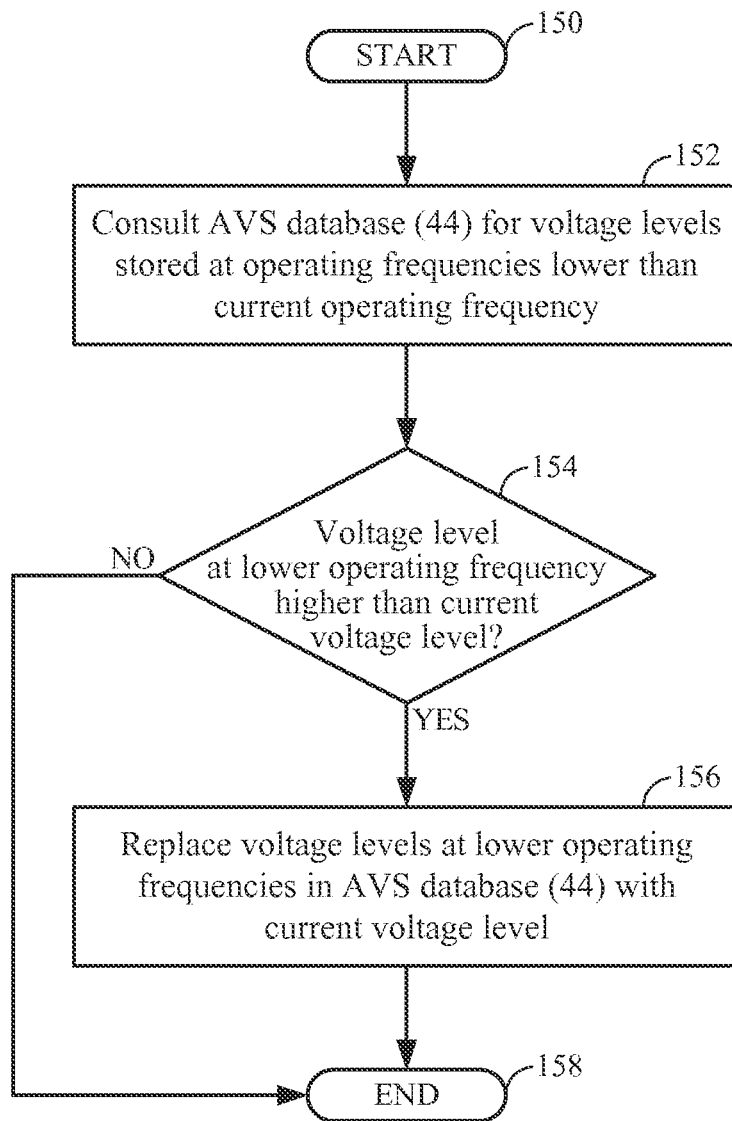 150
START
152
Consult AVS database (44) for voltage levels
stored at operating frequencies lower than
current operating frequency
154
Voltage level
at lower operating frequency
higher than current
voltage level?
NO
YES
156
Replace voltage levels at lower operating
frequencies in AVS database (44) with
current voltage level
158
END